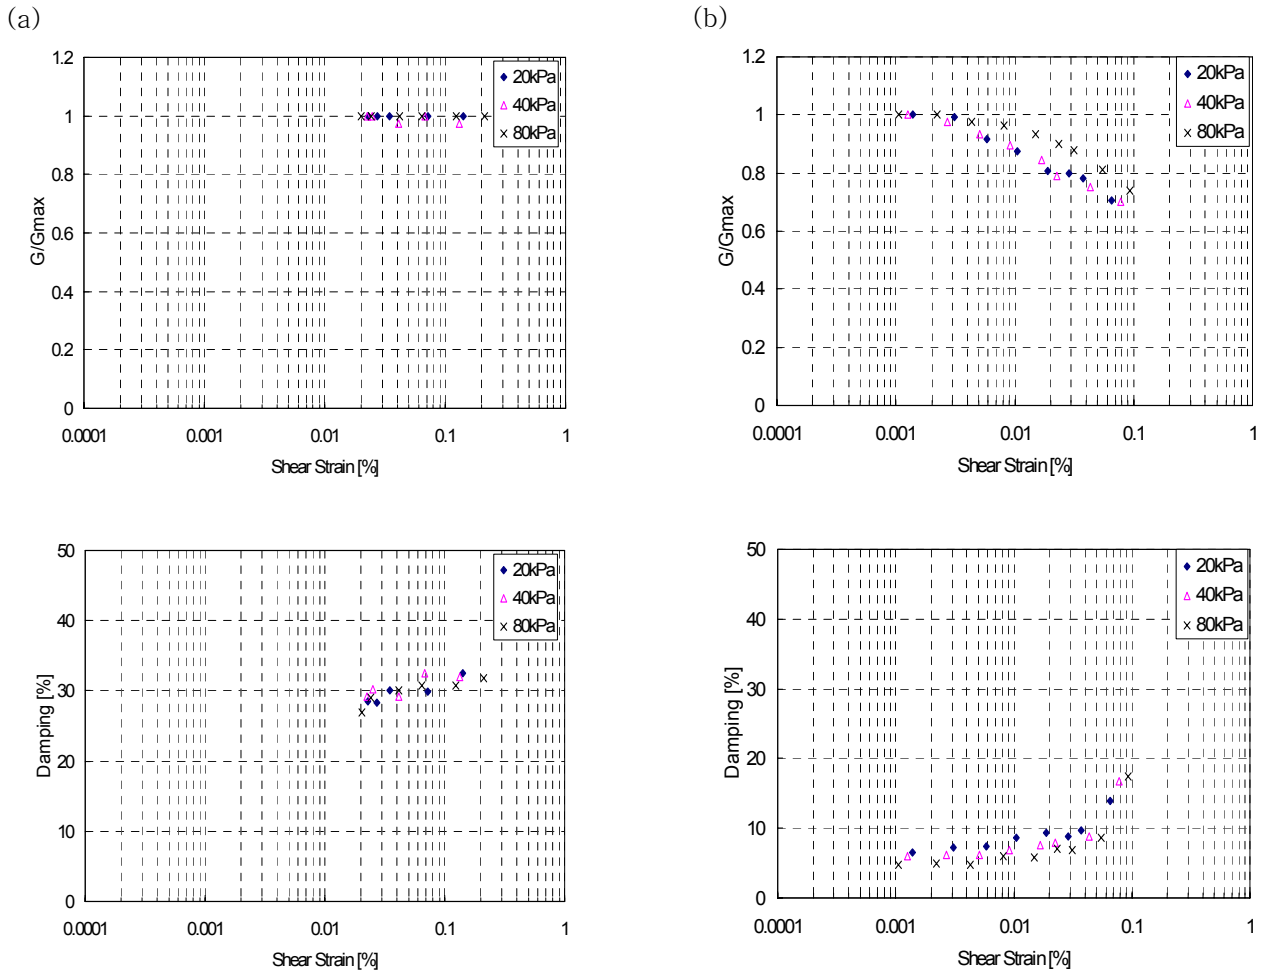 (a)
(b)
1.2
1
0.8
0.6
0.4
0.2
0
G/Gmax
20kPa
40kPa
80kPa
0.0001 0.001 0.01 0.1 1
Shear Strain [%]
1.2
1
0.8
0.6
0.4
0.2
0
G/Gmax
20kPa
40kPa
80kPa
0.0001 0.001 0.01 0.1 1
Shear Strain [%]
50
40
30
20
10
0
Damping [%]
20kPa
40kPa
80kPa
0.0001 0.001 0.01 0.1 1
Shear Strain [%]
50
40
30
20
10
0
Damping [%]
20kPa
40kPa
80kPa
0.0001 0.001 0.01 0.1 1
Shear Strain [%]